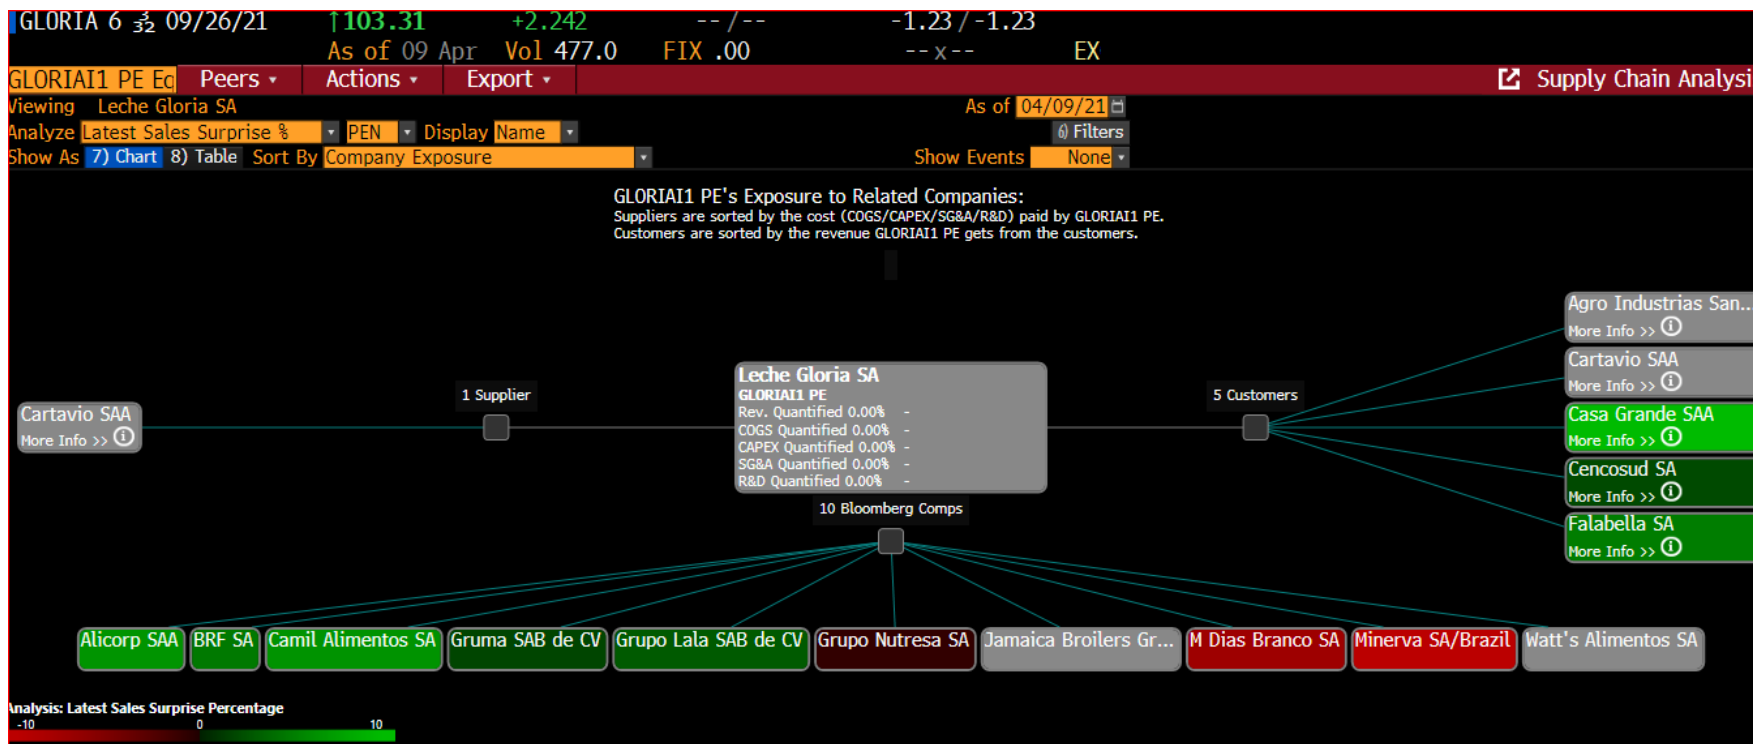 GLORIA 6 3/32 09/26/21 ↑103.31 +2.242 --/-- -1.23/-1.23
As of 09 Apr Vol 477.0 FIX .00 --x-- EX
GLORIAI1 PE Eq Peers Actions Export Supply Chain Analysi
Viewing Leche Gloria SA As of 04/09/21
Analyze Latest Sales Surprise % PEN Display Name 6) Filters
Show As 7) Chart 8) Table Sort By Company Exposure Show Events None
GLORIAI1 PE's Exposure to Related Companies:
Suppliers are sorted by the cost (COGS/CAPEX/SG&A/R&D) paid by GLORIAI1 PE.
Customers are sorted by the revenue GLORIAI1 PE gets from the customers.
Cartavio SAA
More Info >>
1 Supplier
Leche Gloria SA
GLORIAI1 PE
Rev. Quantified 0.00% -
COGS Quantified 0.00% -
CAPEX Quantified 0.00% -
SG&A Quantified 0.00% -
R&D Quantified 0.00% -
5 Customers
Agro Industrias San...
More Info >>
Cartavio SAA
More Info >>
Casa Grande SAA
More Info >>
Cencosud SA
More Info >>
Falabella SA
More Info >>
10 Bloomberg Comps
Alicorp SAA BRF SA Camil Alimentos SA Gruma SAB de CV Grupo Lala SAB de CV Grupo Nutresa SA Jamaica Broilers Gr... M Dias Branco SA Minerva SA/Brazil Watt's Alimentos SA
Analysis: Latest Sales Surprise Percentage
-10 0 10